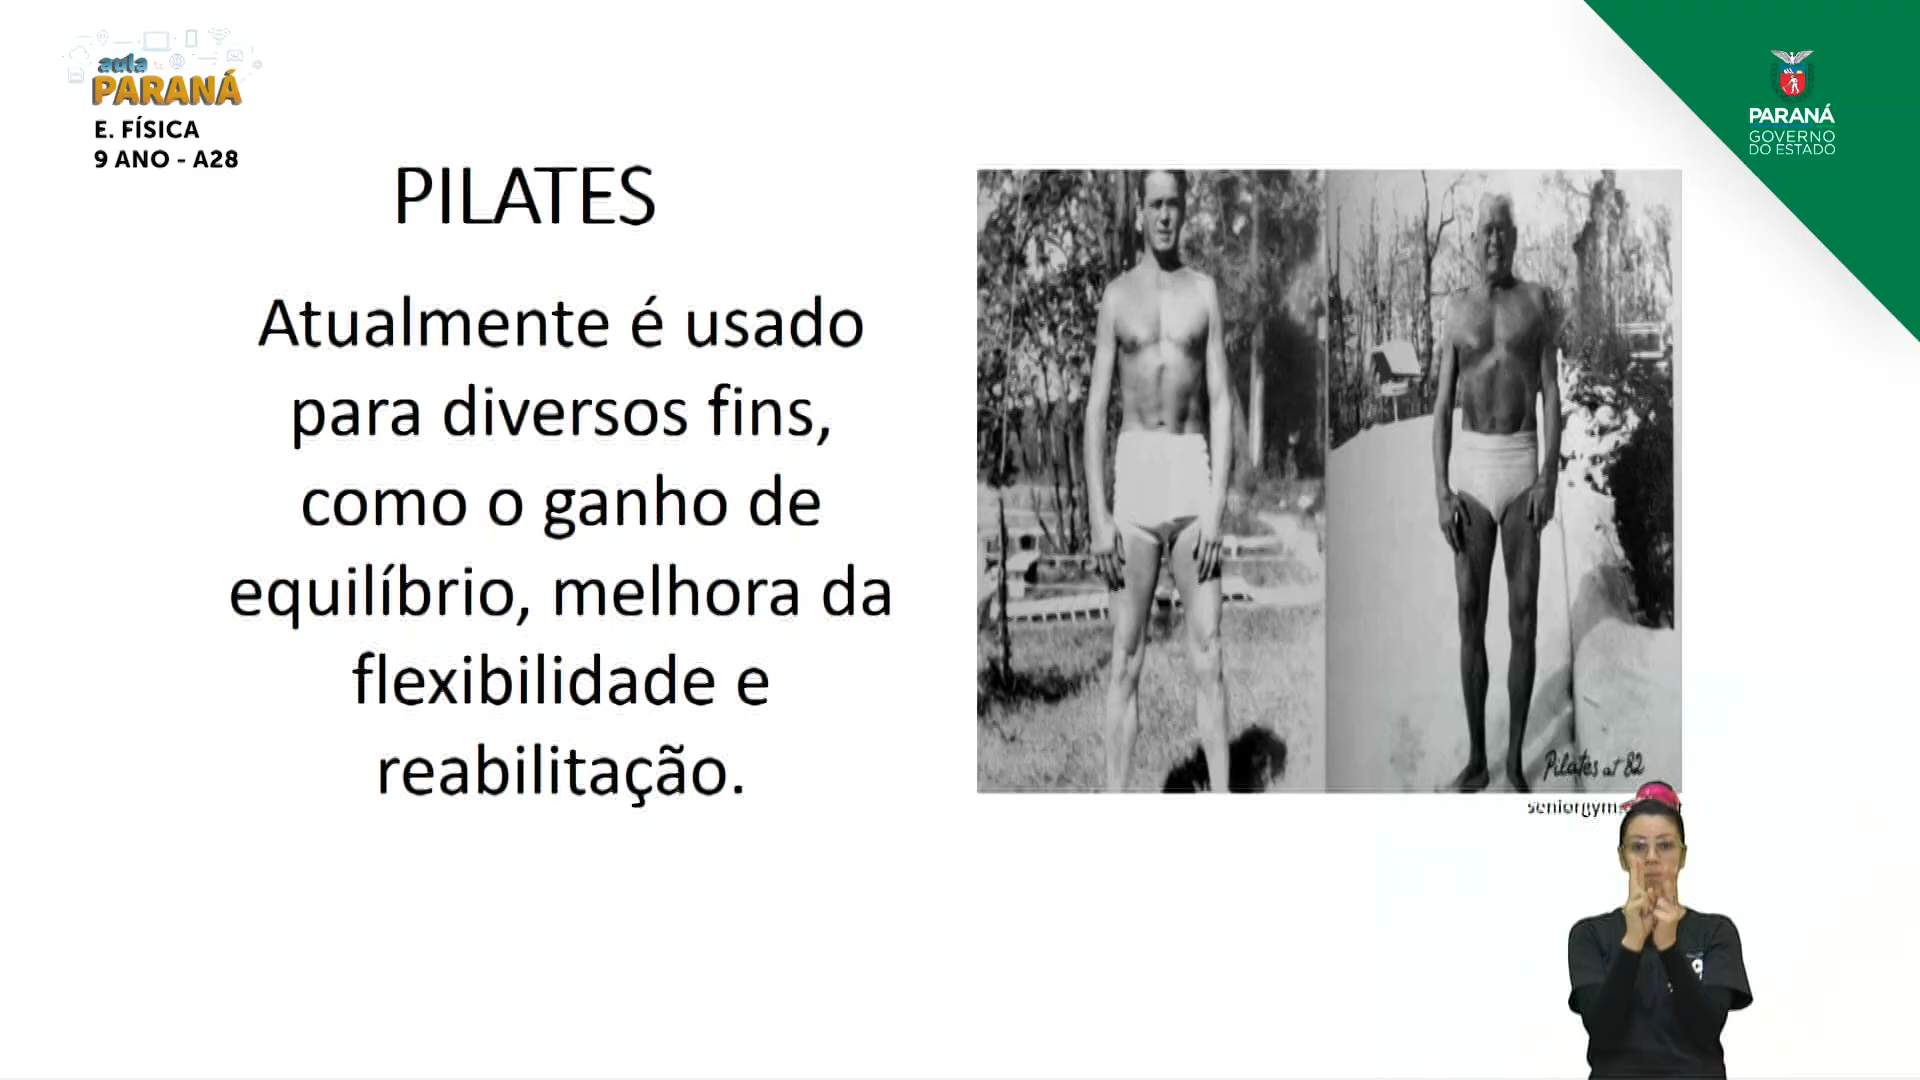 aula
PARANÁ
E. FÍSICA
9 ANO - A28
PARANÁ
GOVERNO
DO ESTADO
PILATES
Atualmente é usado
para diversos fins,
como o ganho de
equilíbrio, melhora da
flexibilidade e
reabilitação.
Pilates at 82